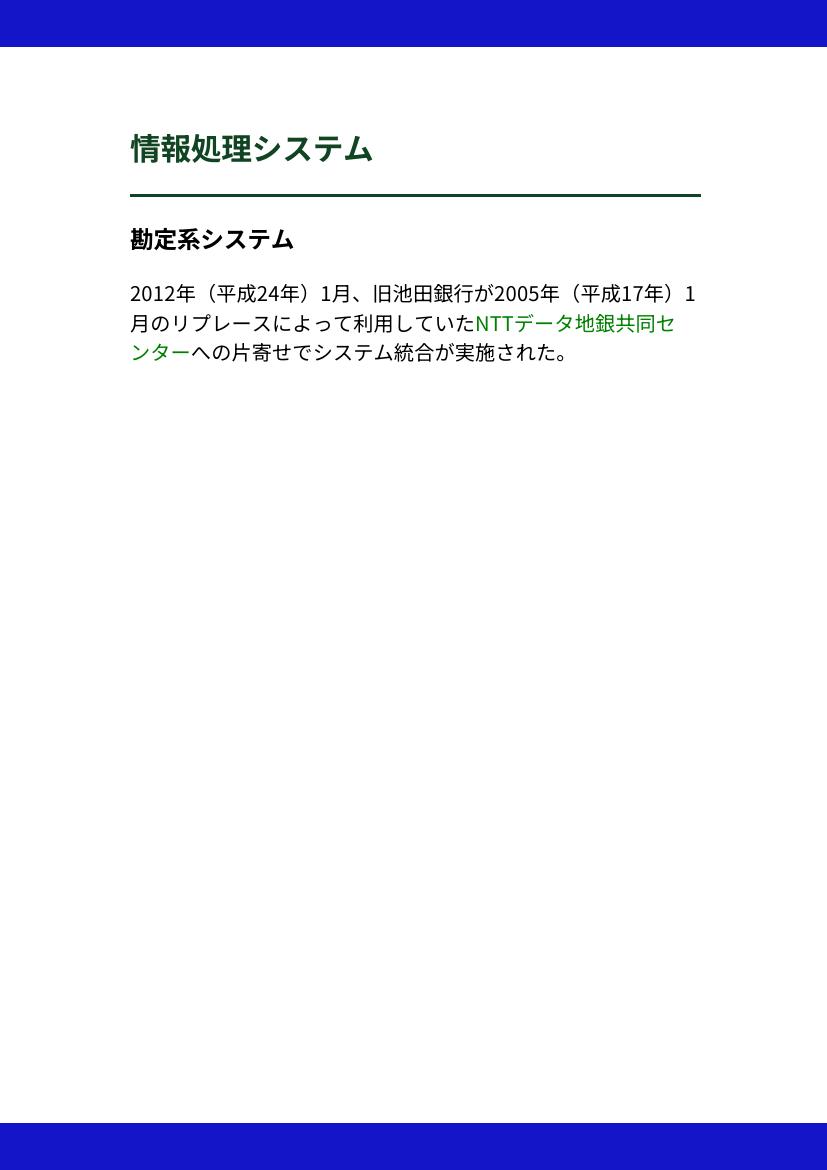 情報処理システム
勘定系システム
2012年（平成24年）1月、旧池田銀行が2005年（平成17年）1
月のリプレースによって利用していたNTTデータ地銀共同セ
ンターへの片寄せでシステム統合が実施された。